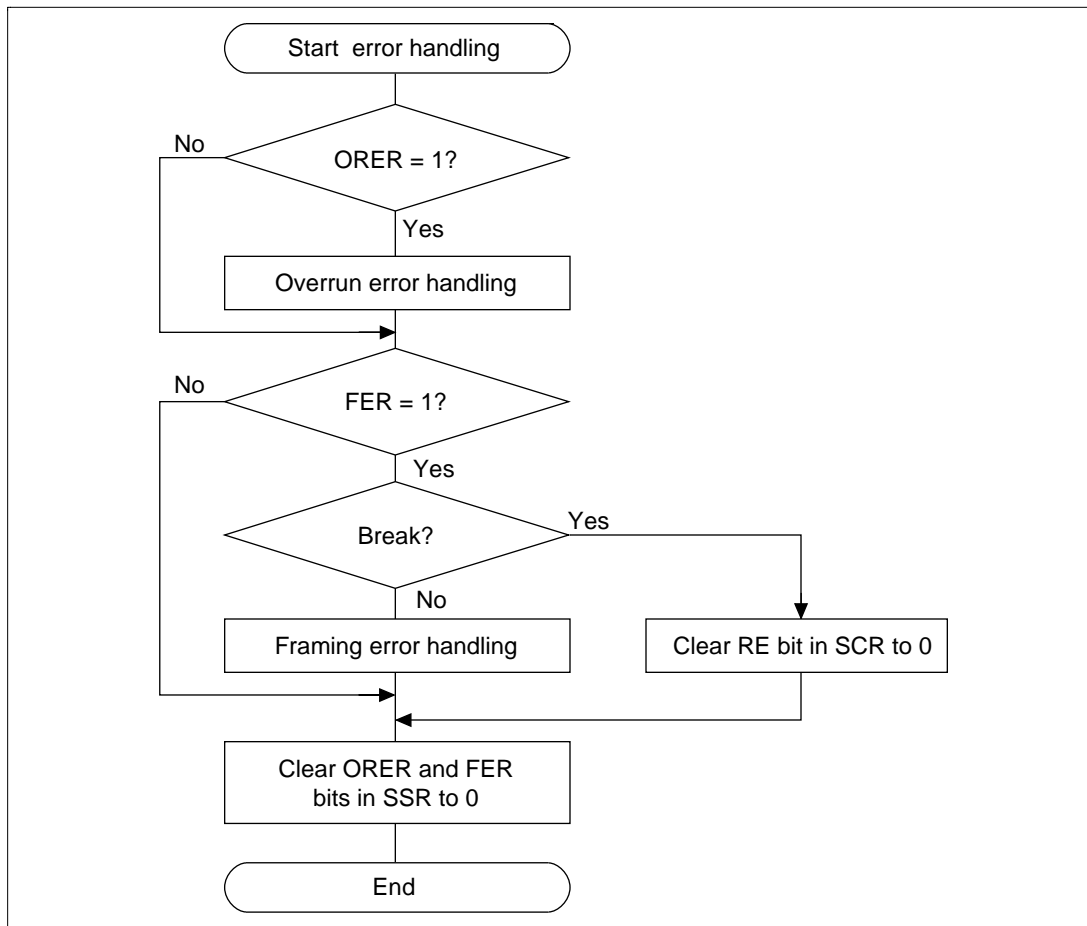 Start error handling
No
ORER = 1?
Yes
Overrun error handling
No
FER = 1?
Yes
Break?
Yes
No
Framing error handling
Clear RE bit in SCR to 0
Clear ORER and FER
bits in SSR to 0
End